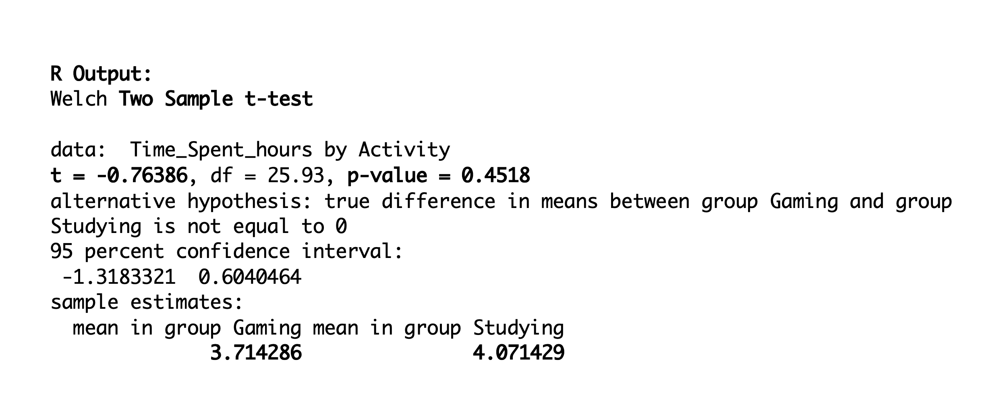 R Output:
Welch Two Sample t-test
data:  Time_Spent_hours by Activity
t = -0.76386, df = 25.93, p-value = 0.4518
alternative hypothesis: true difference in means between group Gaming and group
Studying is not equal to 0
95 percent confidence interval:
 -1.3183321  0.6040464
sample estimates:
  mean in group Gaming mean in group Studying
              3.714286               4.071429